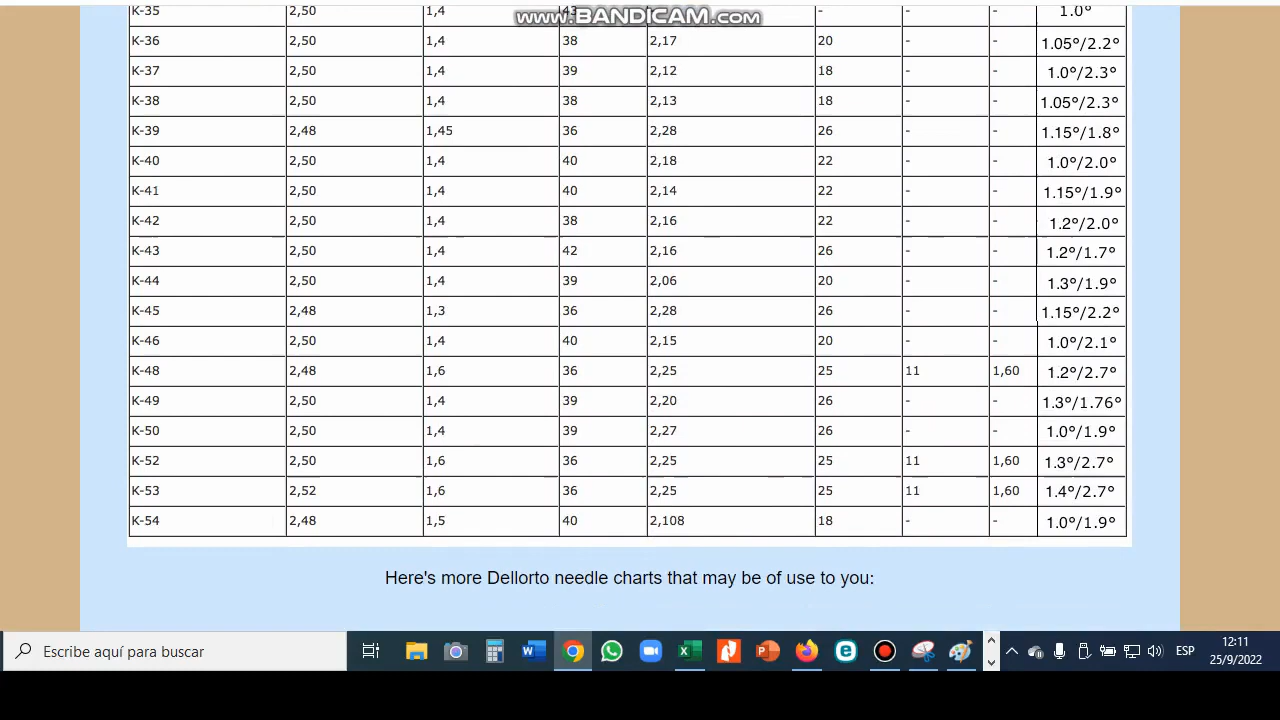 www.BANDICAM.com
K-35 2,50 1,4 43 - - - 1.0°
K-36 2,50 1,4 38 2,17 20 - - 1.05°/2.2°
K-37 2,50 1,4 39 2,12 18 - - 1.0°/2.3°
K-38 2,50 1,4 38 2,13 18 - - 1.05°/2.3°
K-39 2,48 1,45 36 2,28 26 - - 1.15°/1.8°
K-40 2,50 1,4 40 2,18 22 - - 1.0°/2.0°
K-41 2,50 1,4 40 2,14 22 - - 1.15°/1.9°
K-42 2,50 1,4 38 2,16 22 - - 1.2°/2.0°
K-43 2,50 1,4 42 2,16 26 - - 1.2°/1.7°
K-44 2,50 1,4 39 2,06 20 - - 1.3°/1.9°
K-45 2,48 1,3 36 2,28 26 - - 1.15°/2.2°
K-46 2,50 1,4 40 2,15 20 - - 1.0°/2.1°
K-48 2,48 1,6 36 2,25 25 11 1,60 1.2°/2.7°
K-49 2,50 1,4 39 2,20 26 - - 1.3°/1.76°
K-50 2,50 1,4 39 2,27 26 - - 1.0°/1.9°
K-52 2,50 1,6 36 2,25 25 11 1,60 1.3°/2.7°
K-53 2,52 1,6 36 2,25 25 11 1,60 1.4°/2.7°
K-54 2,48 1,5 40 2,108 18 - - 1.0°/1.9°
Here's more Dellorto needle charts that may be of use to you:
Escribe aquí para buscar
ESP
12:11
25/9/2022